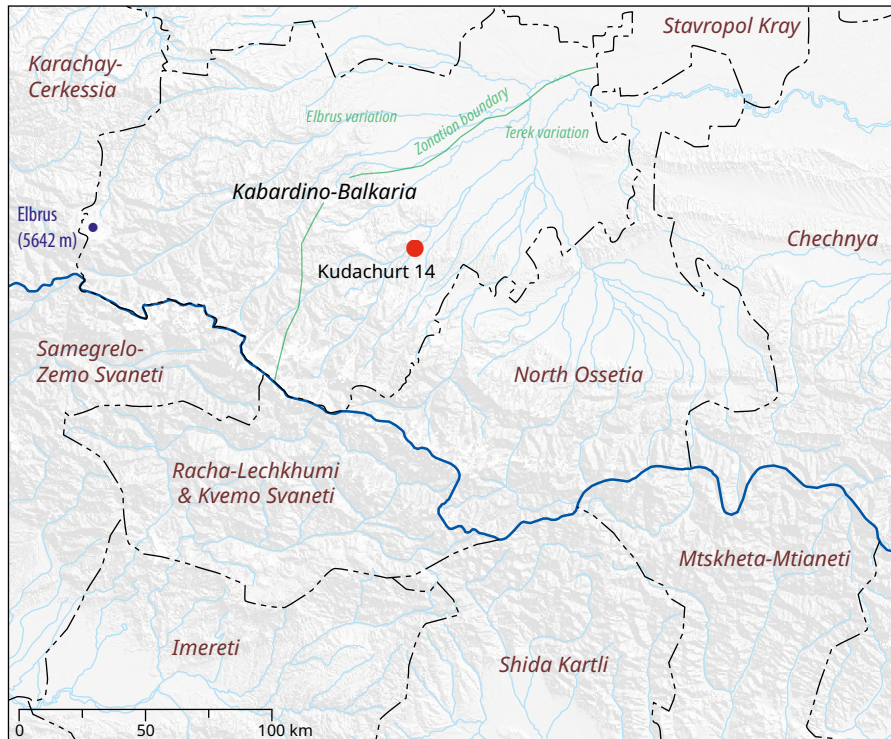 Stavropol Kray
Karachay-
Cerkessia
Elbrus variation
Zonation boundary
Terek variation
Kabardino-Balkaria
Elbrus
(5642 m)
Chechnya
Kudachurt 14
Samegrelo-
Zemo Svaneti
North Ossetia
Racha-Lechkhumi
& Kvemo Svaneti
Mtskheta-Mtianeti
Imereti
Shida Kartli
0 50 100 km